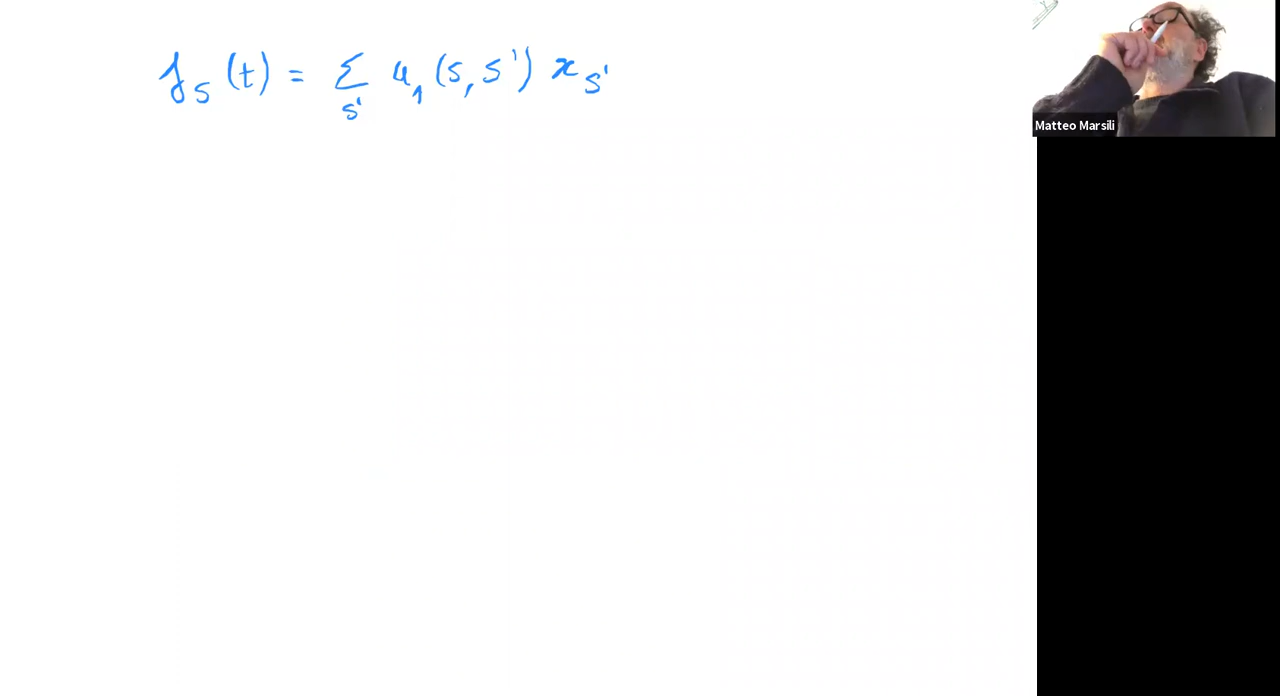 f_s(t) = Σ_{s'} u_1(s, s') x_{s'}
Matteo Marsili